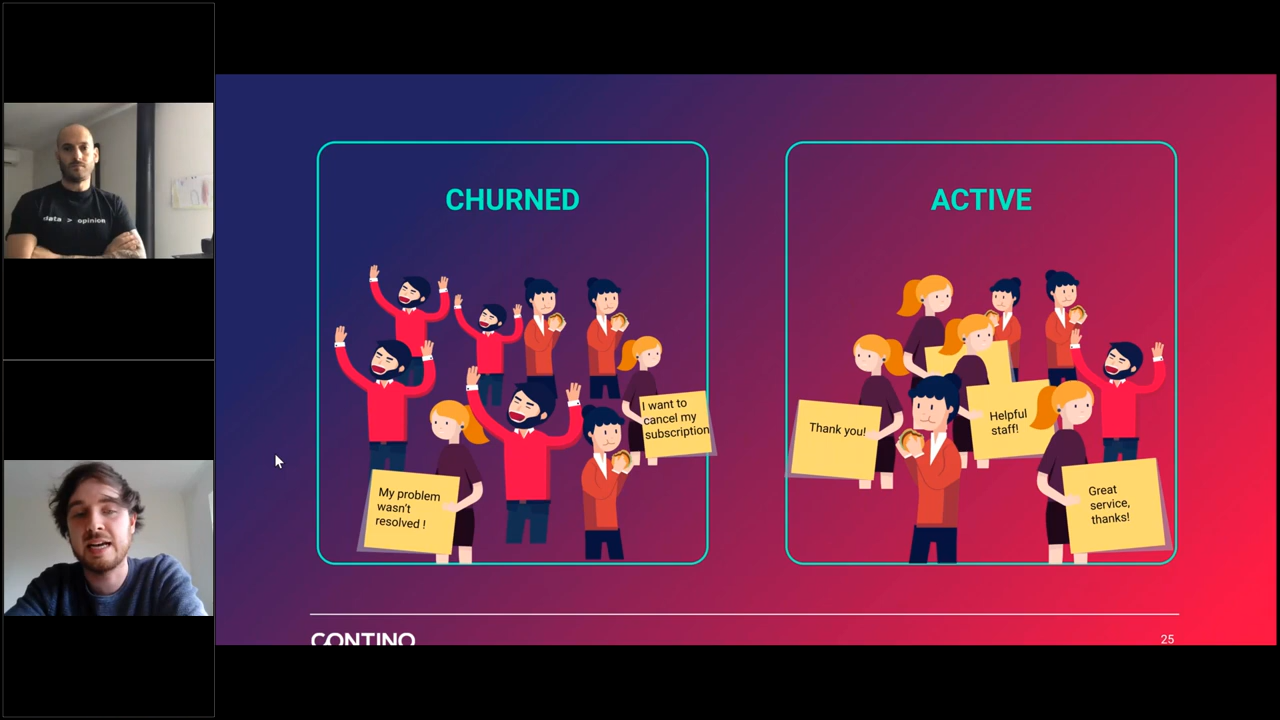 data > opinion
CHURNED
I want to
cancel my
subscription
My problem
wasn't
resolved !
ACTIVE
Thank you!
Helpful
staff!
Great
service,
thanks!
CONTINO
25